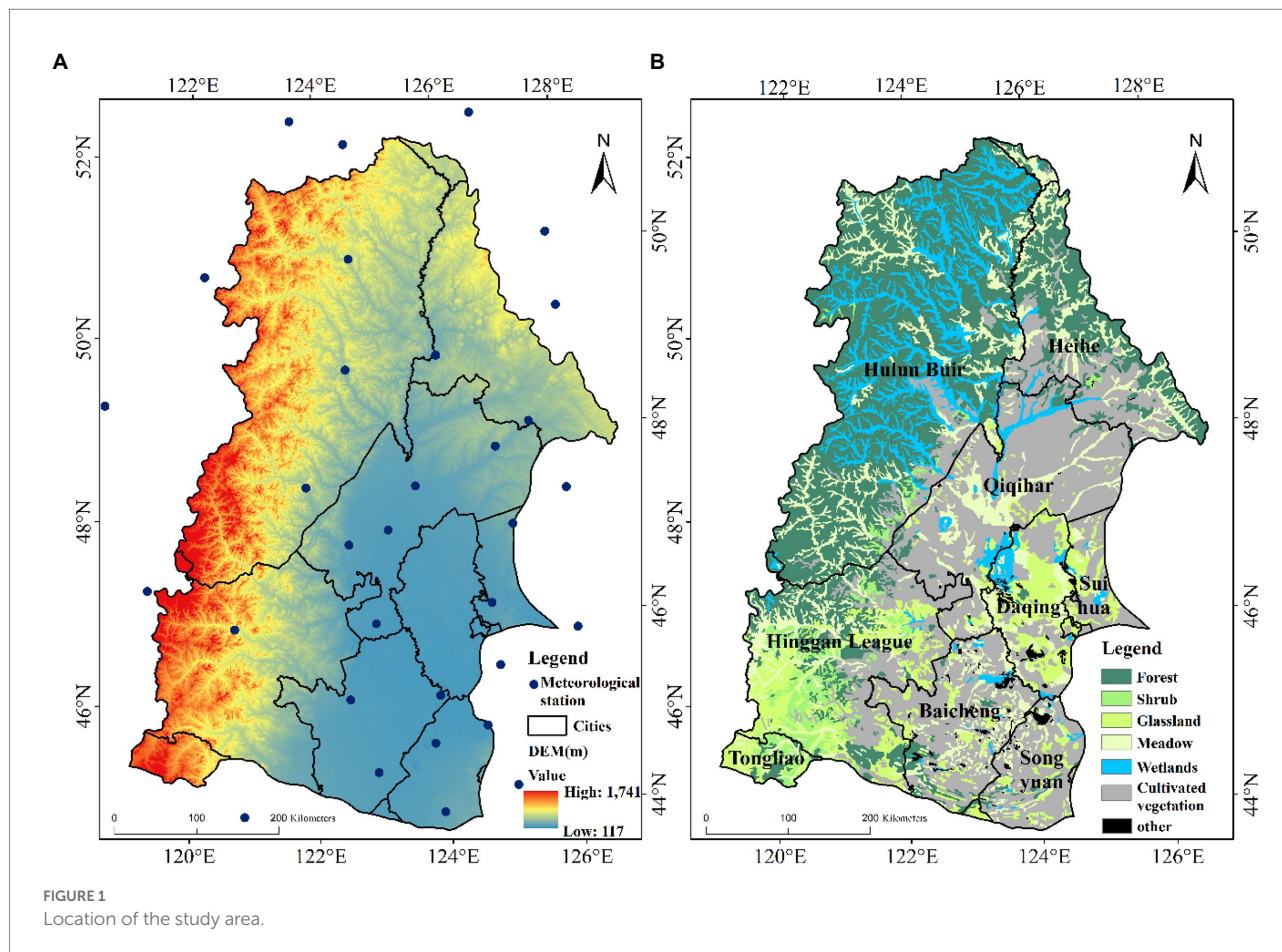 A
122°E 124°E 126°E 128°E
52°N
50°N
48°N
46°N
44°N
50°N
48°N
46°N
44°N
N
Legend
Meteorological
station
Cities
DEM(m)
Value
High: 1,741
Low: 117
0 100 200 Kilometers
120°E 122°E 124°E 126°E
B
122°E 124°E 126°E 128°E
52°N
50°N
48°N
46°N
44°N
50°N
48°N
46°N
44°N
N
Heihe
Hulun Buir
Qiqihar
Sui
hua
Daqing
Hinggan League
Baicheng
Song
yuan
Tongliao
Legend
Forest
Shrub
Glassland
Meadow
Wetlands
Cultivated
vegetation
other
0 100 200 Kilometers
120°E 122°E 124°E 126°E
FIGURE 1
Location of the study area.